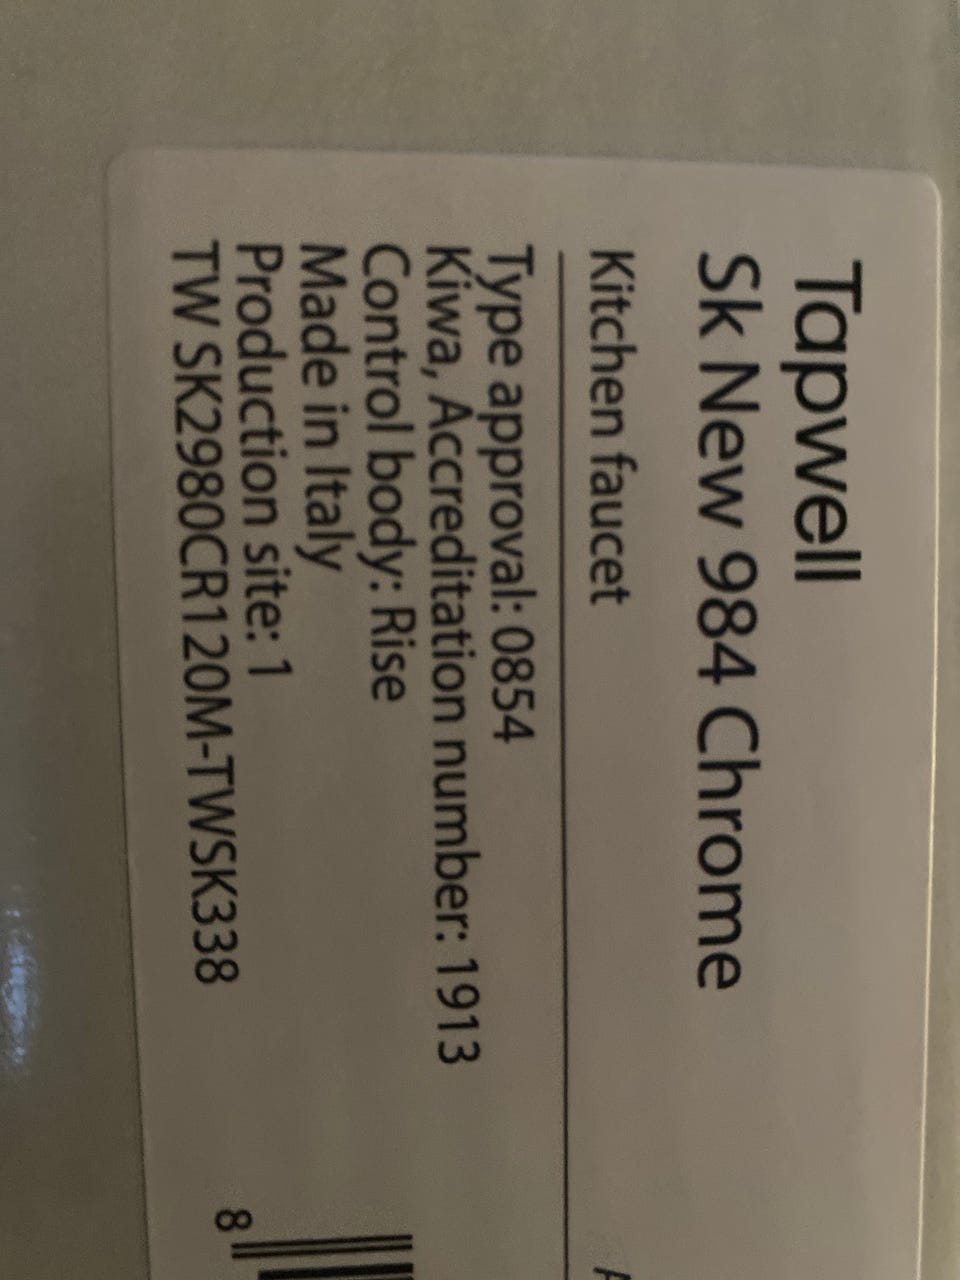 Tapwell
Sk New 984 Chrome
Kitchen faucet
A
Type approval: 0854
Kiwa, Accreditation number: 1913
Control body: Rise
Made in Italy
Production site: 1
TW SK2980CR120M-TWSK338
8